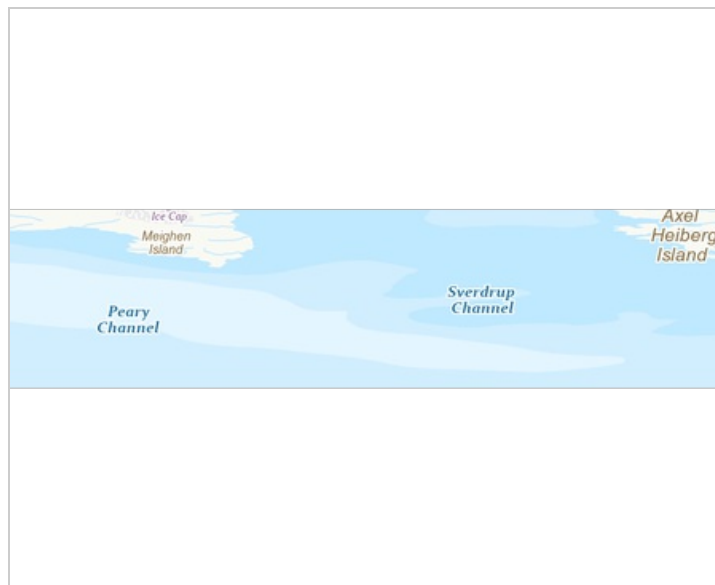 Ice Cap
Meighen
Island
Axel
Heiberg
Island
Sverdrup
Channel
Peary
Channel